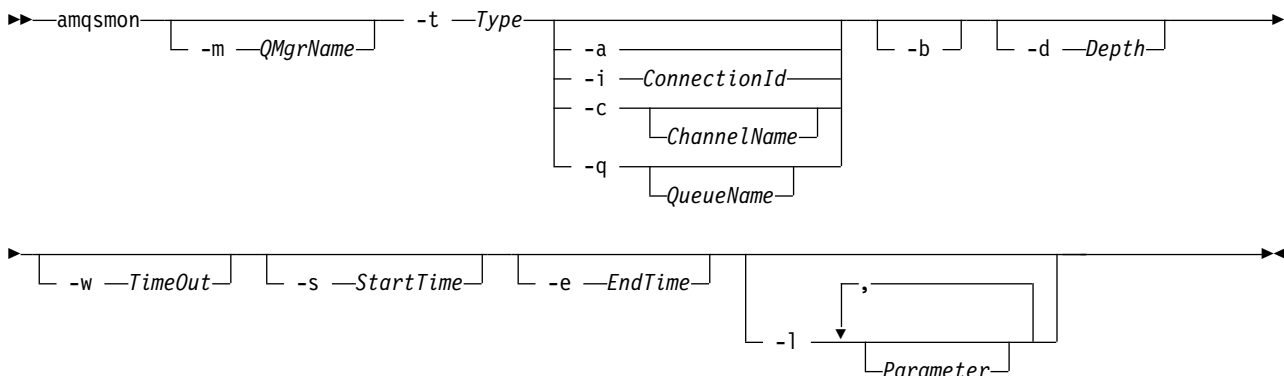 amqsmon -t Type -b -d Depth
-m QMgrName -a
-i ConnectionId
-c
ChannelName
-q
QueueName
-w TimeOut -s StartTime -e EndTime
,
-l
Parameter